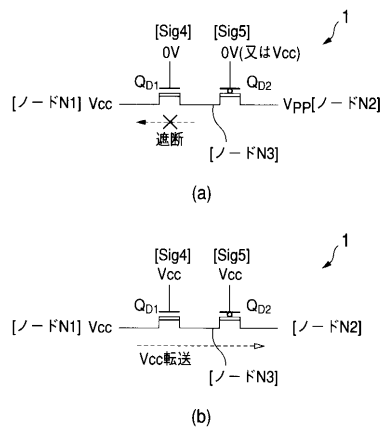 1
[Sig4] [Sig5]
0V 0V(又はVcc)
QD1 QD2
[ノードN1] Vcc VPP[ノードN2]
遮断
[ノードN3]
(a)
1
[Sig4] [Sig5]
Vcc Vcc
QD1 QD2
[ノードN1] Vcc [ノードN2]
Vcc転送
[ノードN3]
(b)